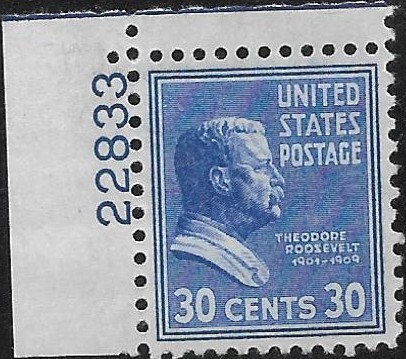 22833
UNITED
STATES
POSTAGE
THEODORE
ROOSEVELT
1901-1909
30 CENTS 30